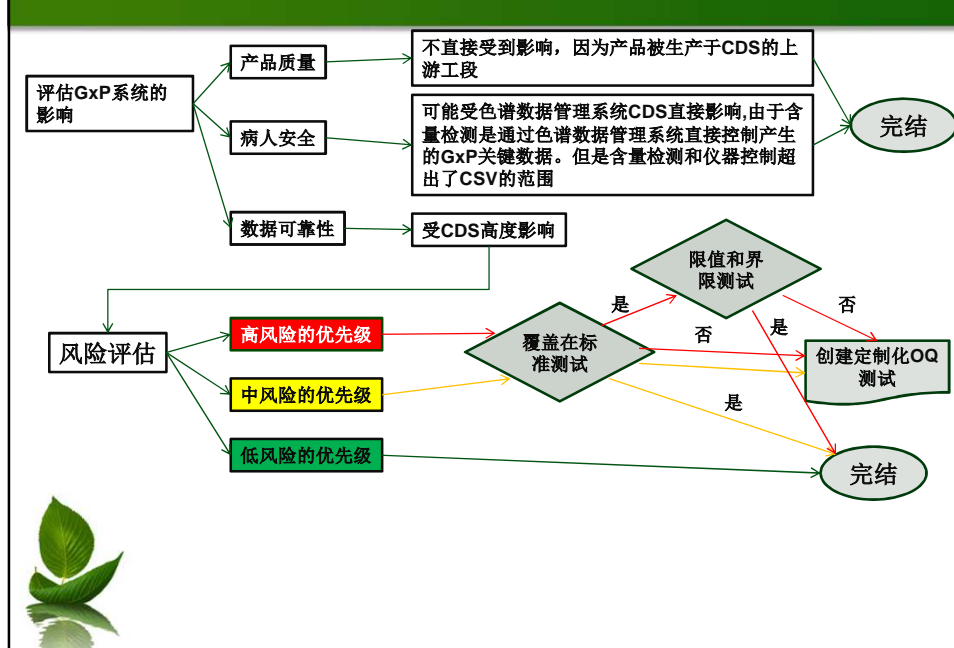 产品质量
不直接受到影响，因为产品被生产于CDS的上
游工段
评估GxP系统的
影响
病人安全
可能受色谱数据管理系统CDS直接影响,由于含
量检测是通过色谱数据管理系统直接控制产生
的GxP关键数据。但是含量检测和仪器控制超
出了CSV的范围
完结
数据可靠性
受CDS高度影响
限值和界
限测试
是
否
风险评估
高风险的优先级
覆盖在标
准测试
否
是
创建定制化OQ
测试
中风险的优先级
是
低风险的优先级
完结